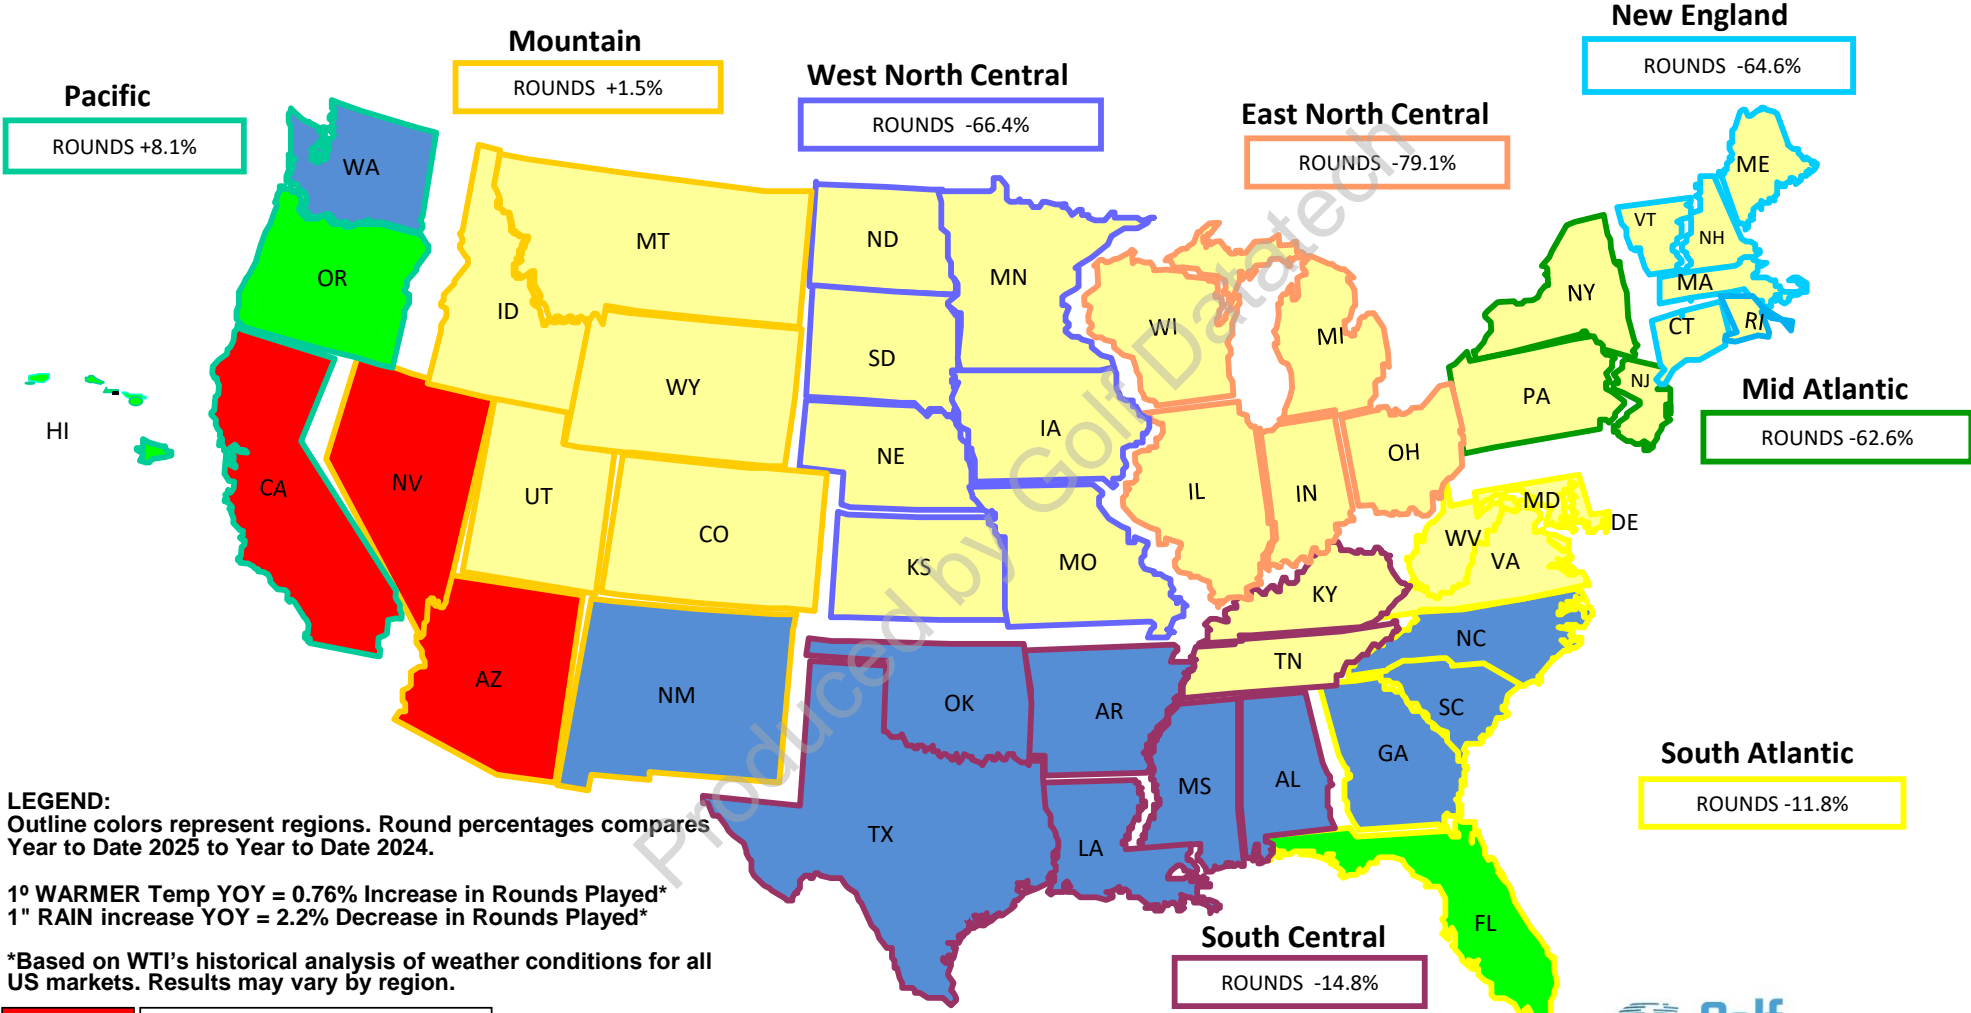 New England
ROUNDS -64.6%
Mountain
ROUNDS +1.5%
West North Central
ROUNDS -66.4%
Pacific
ROUNDS +8.1%
East North Central
ROUNDS -79.1%
WA
OR
HI
CA
NV
ID
MT
WY
UT
CO
AZ
NM
ND
SD
NE
KS
MN
IA
MO
WI
MI
IL
IN
OH
ME
VT
NH
MA
CT
RI
NY
PA
NJ
Mid Atlantic
ROUNDS -62.6%
MD
DE
WV
VA
KY
TN
NC
SC
GA
FL
OK
AR
TX
LA
MS
AL
South Atlantic
ROUNDS -11.8%
South Central
ROUNDS -14.8%
Produced by Golf Datatech
LEGEND:
Outline colors represent regions. Round percentages compares
Year to Date 2025 to Year to Date 2024.
1º WARMER Temp YOY = 0.76% Increase in Rounds Played*
1" RAIN increase YOY = 2.2% Decrease in Rounds Played*
*Based on WTI’s historical analysis of weather conditions for all
US markets. Results may vary by region.